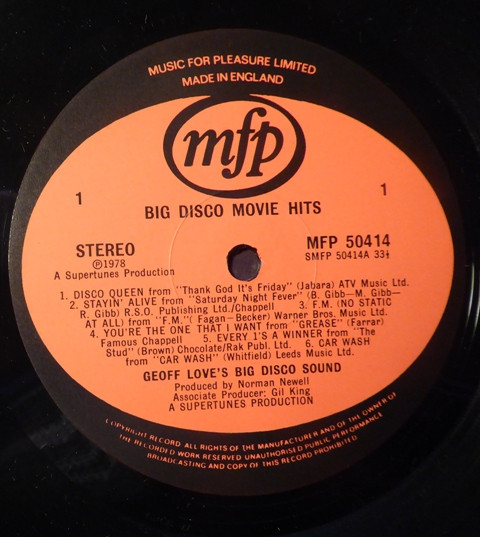 MUSIC FOR PLEASURE LIMITED
MADE IN ENGLAND
mfp
1 1
BIG DISCO MOVIE HITS
STEREO MFP 50414
Ⓟ1978 SMFP 50414A 33⅓
A Supertunes Production
1. DISCO QUEEN from "Thank God It's Friday" (Jabara) ATV Music Ltd.
2. STAYIN' ALIVE from "Saturday Night Fever" (B. Gibb—M. Gibb—
R. Gibb) R.S.O. Publishing Ltd./Chappell 3. F.M. (NO STATIC
AT ALL) from "F.M." (Fagan-Becker) Warner Bros. Music Ltd.
4. YOU'RE THE ONE THAT I WANT from "GREASE" (Farrar)
Famous Chappell 5. EVERY 1'S A WINNER from "The
Stud" (Brown) Chocolate/Rak Publ. Ltd. 6. CAR WASH
from "CAR WASH" (Whitfield) Leeds Music Ltd.
GEOFF LOVE'S BIG DISCO SOUND
Produced by Norman Newell
Associate Producer: Gil King
A SUPERTUNES PRODUCTION
COPYRIGHT RECORD ALL RIGHTS OF THE MANUFACTURER AND OF THE OWNER OF
THE RECORDED WORK RESERVED UNAUTHORISED PUBLIC PERFORMANCE
BROADCASTING AND COPY OF THIS RECORD PROHIBITED